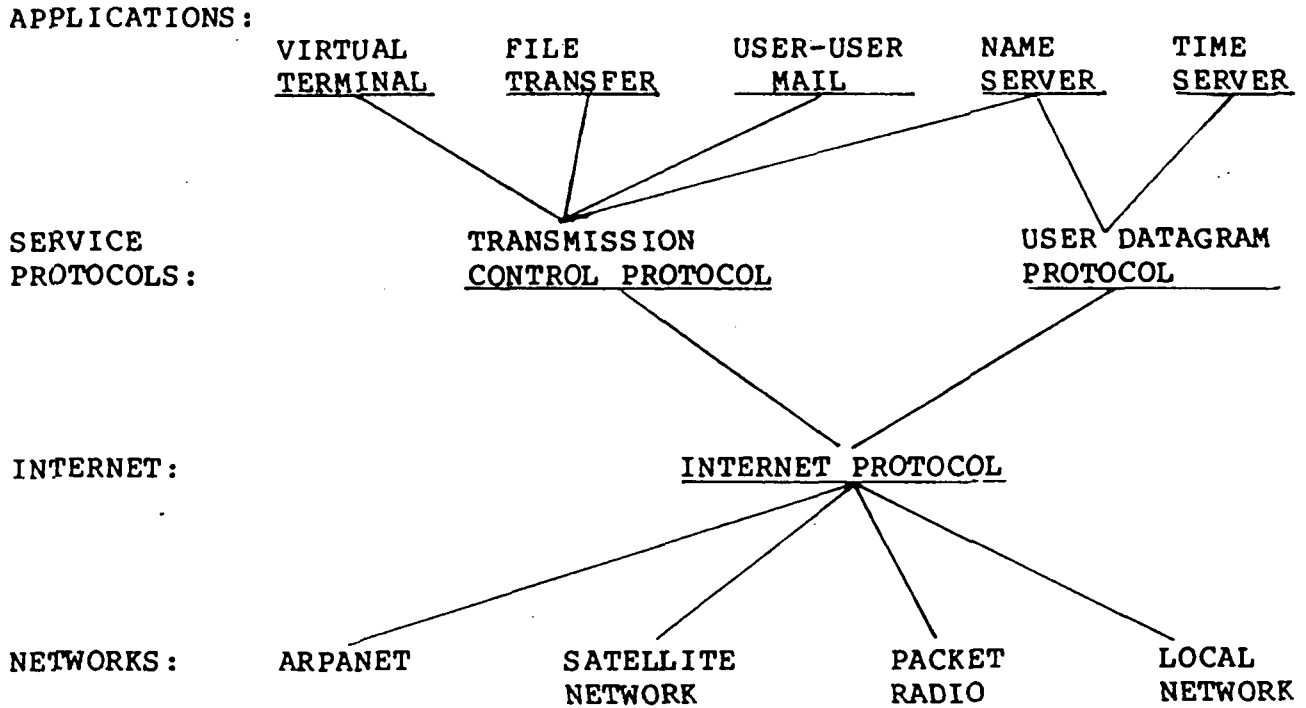 APPLICATIONS:
VIRTUAL FILE USER-USER NAME TIME
TERMINAL TRANSFER MAIL SERVER SERVER
SERVICE TRANSMISSION USER DATAGRAM
PROTOCOLS: CONTROL PROTOCOL PROTOCOL
INTERNET: INTERNET PROTOCOL
NETWORKS: ARPANET SATELLITE PACKET LOCAL
NETWORK RADIO NETWORK